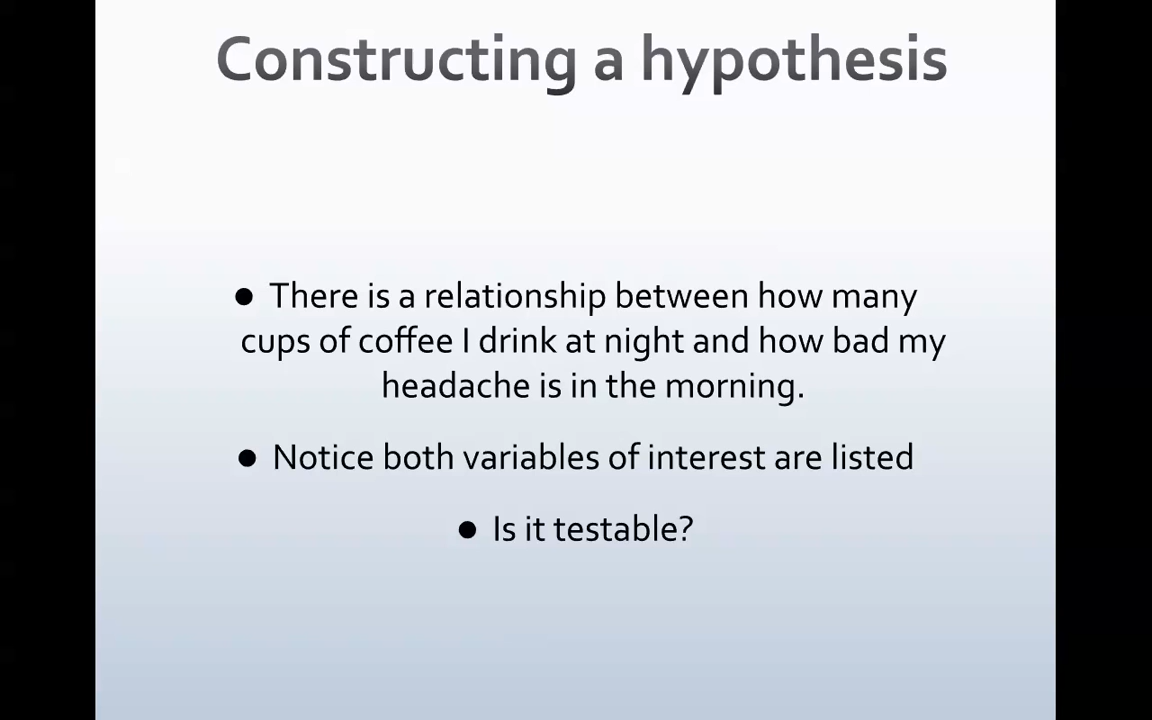 Constructing a hypothesis
● There is a relationship between how many
cups of coffee I drink at night and how bad my
headache is in the morning.
● Notice both variables of interest are listed
● Is it testable?